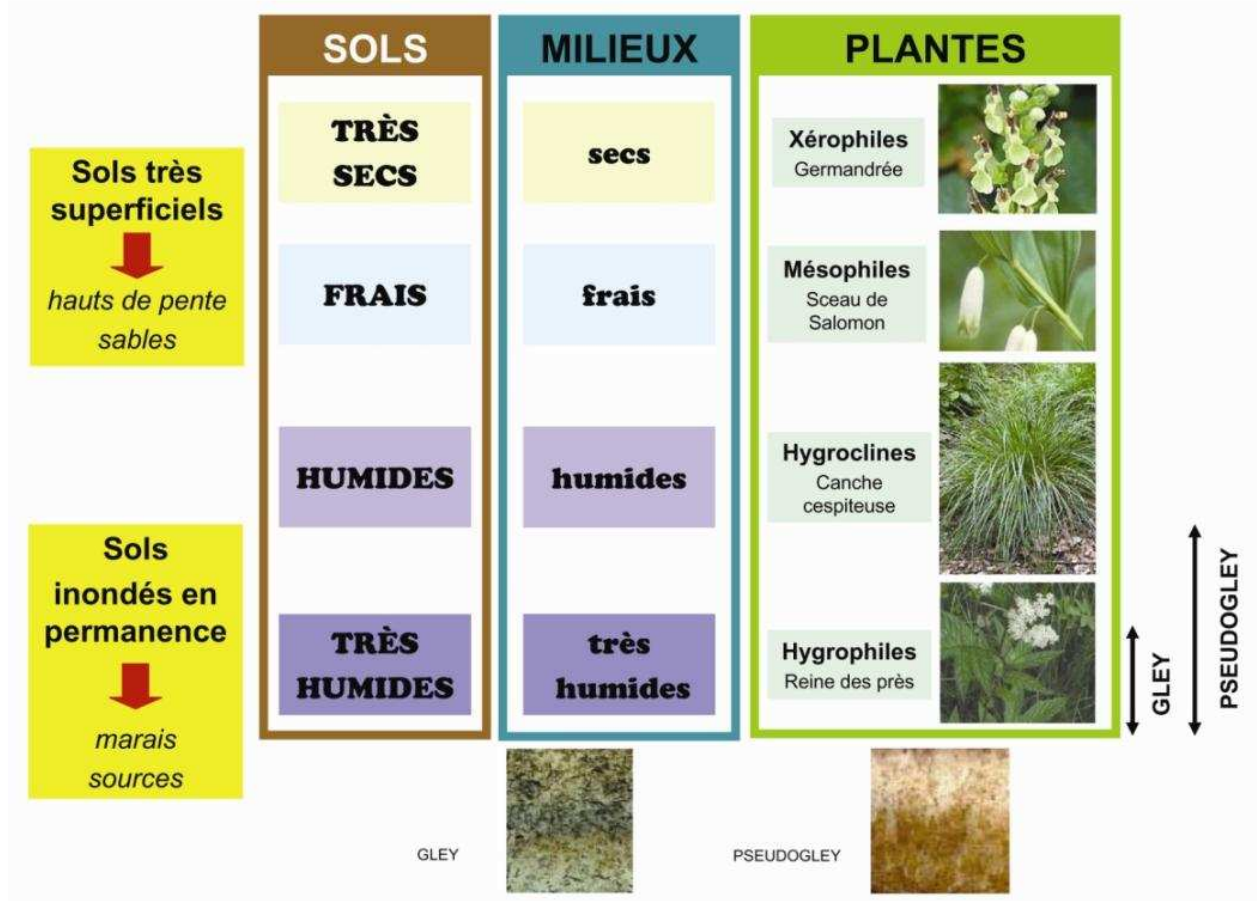 SOLS
MILIEUX
PLANTES
Sols très
superficiels
hauts de pente
sables
TRÈS
SECS
secs
Xérophiles
Germandrée
FRAIS
frais
Mésophiles
Sceau de
Salomon
HUMIDES
humides
Hygroclines
Canche
cespiteuse
Sols
inondés en
permanence
marais
sources
TRÈS
HUMIDES
très
humides
Hygrophiles
Reine des près
GLEY
PSEUDOGLEY
GLEY
PSEUDOGLEY